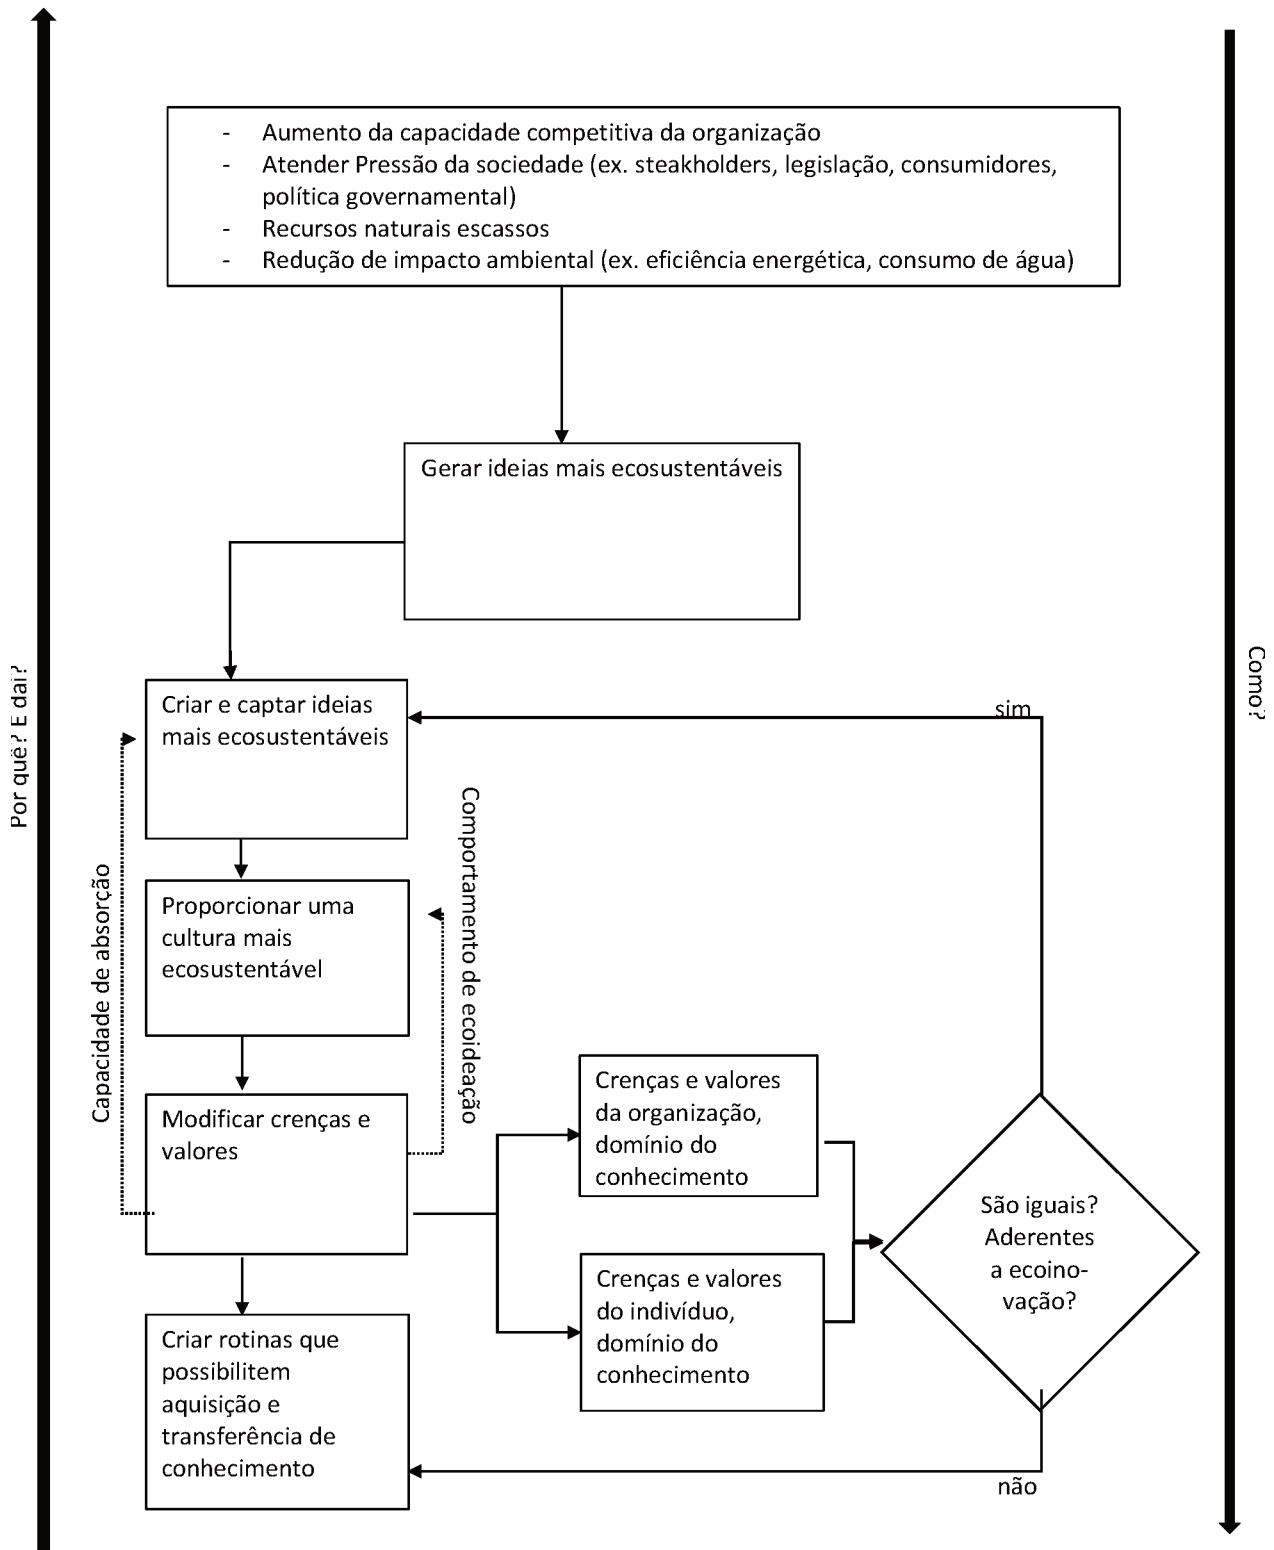 - Aumento da capacidade competitiva da organização
- Atender Pressão da sociedade (ex. steakholders, legislação, consumidores,
política governamental)
- Recursos naturais escassos
- Redução de impacto ambiental (ex. eficiência energética, consumo de água)
Gerar ideias mais ecosustentáveis
Por quê? E dai?
Como?
Criar e captar ideias
mais ecosustentáveis
sim
Capacidade de absorção
Comportamento de ecoideação
Proporcionar uma
cultura mais
ecosustentável
Modificar crenças e
valores
Crenças e valores
da organização,
domínio do
conhecimento
Crenças e valores
do indivíduo,
domínio do
conhecimento
São iguais?
Aderentes
a ecoino-
vação?
Criar rotinas que
possibilitem
aquisição e
transferência de
conhecimento
não